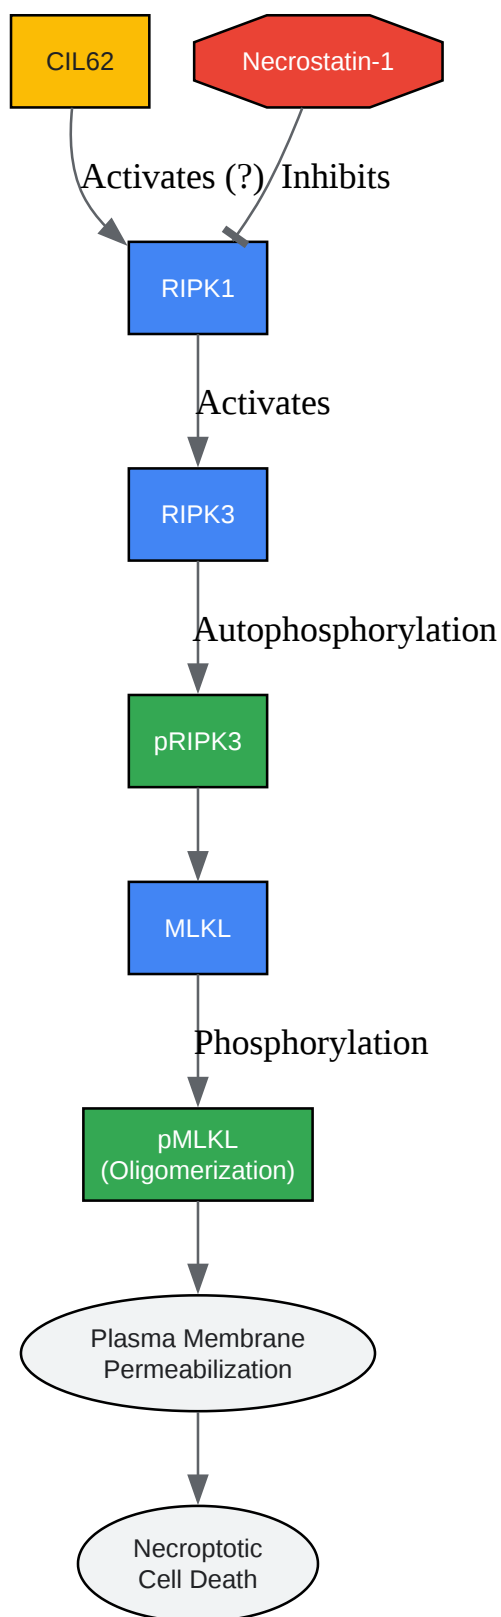 CIL62
Necrostatin-1
Activates (?)
Inhibits
RIPK1
Activates
RIPK3
Autophosphorylation
pRIPK3
MLKL
Phosphorylation
pMLKL
(Oligomerization)
Plasma Membrane
Permeabilization
Necroptotic
Cell Death